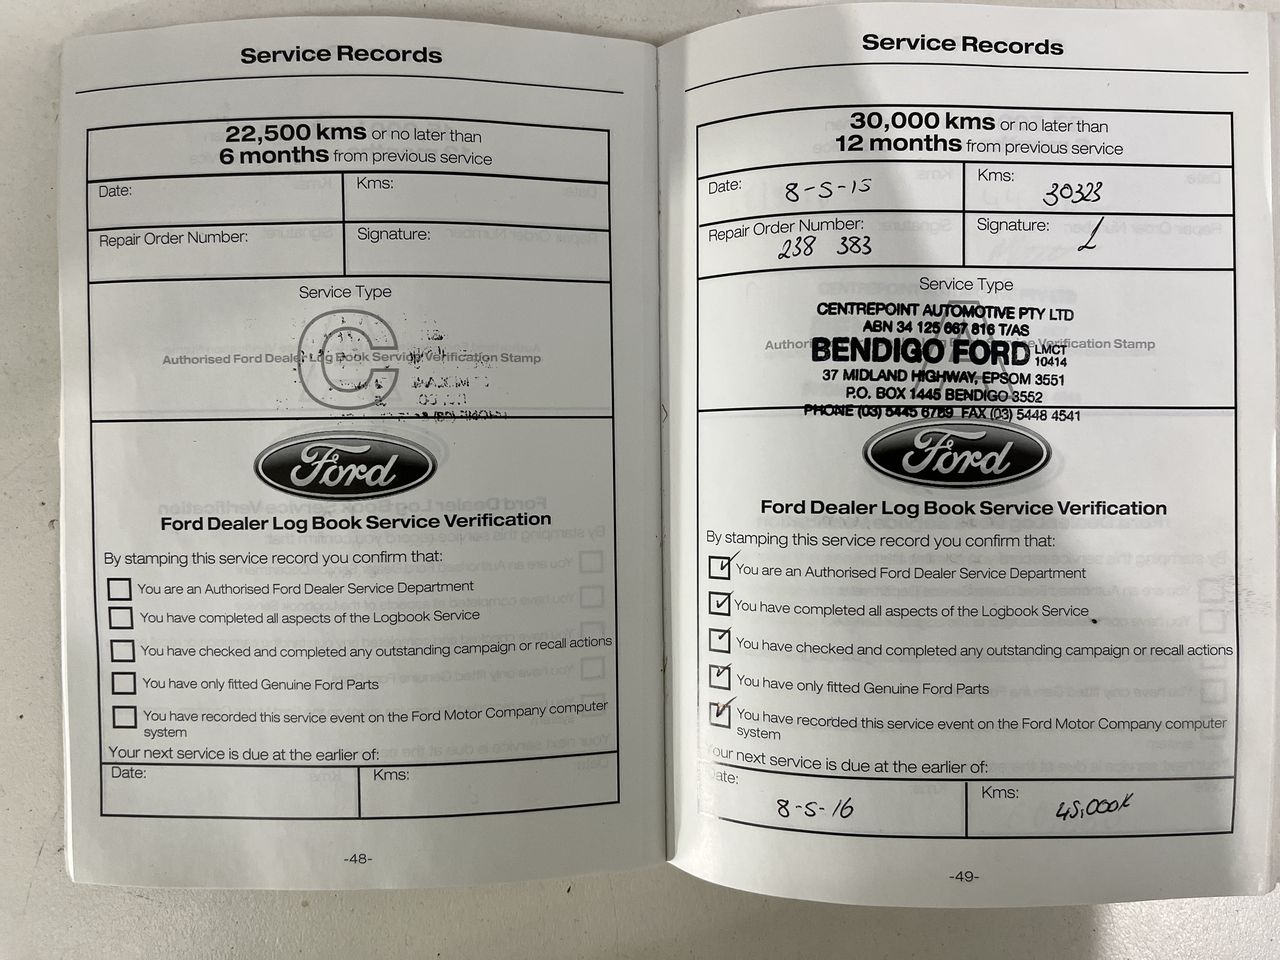 Service Records
22,500 kms or no later than
6 months from previous service
Date:
Kms:
Repair Order Number:
Signature:
Service Type
C
Authorised Ford Dealer Log Book Service Verification Stamp
Ford
Ford Dealer Log Book Service Verification
By stamping this service record you confirm that:
You are an Authorised Ford Dealer Service Department
You have completed all aspects of the Logbook Service
You have checked and completed any outstanding campaign or recall actions
You have only fitted Genuine Ford Parts
You have recorded this service event on the Ford Motor Company computer
system
Your next service is due at the earlier of:
Date:
Kms:
-48-
Service Records
30,000 kms or no later than
12 months from previous service
Date: 8-5-15
Kms: 30323
Repair Order Number:
238 383
Signature:
Service Type
A
CENTREPOINT AUTOMOTIVE PTY LTD
ABN 34 125 667 816 T/AS
BENDIGO FORD LMCT 10414
37 MIDLAND HIGHWAY, EPSOM 3551
P.O. BOX 1445 BENDIGO 3552
PHONE (03) 5445 6789 FAX (03) 5448 4541
Verification Stamp
Ford
Ford Dealer Log Book Service Verification
By stamping this service record you confirm that:
You are an Authorised Ford Dealer Service Department
You have completed all aspects of the Logbook Service
You have checked and completed any outstanding campaign or recall actions
You have only fitted Genuine Ford Parts
You have recorded this service event on the Ford Motor Company computer
system
Your next service is due at the earlier of:
Date: 8-5-16
Kms: 45,000K
-49-